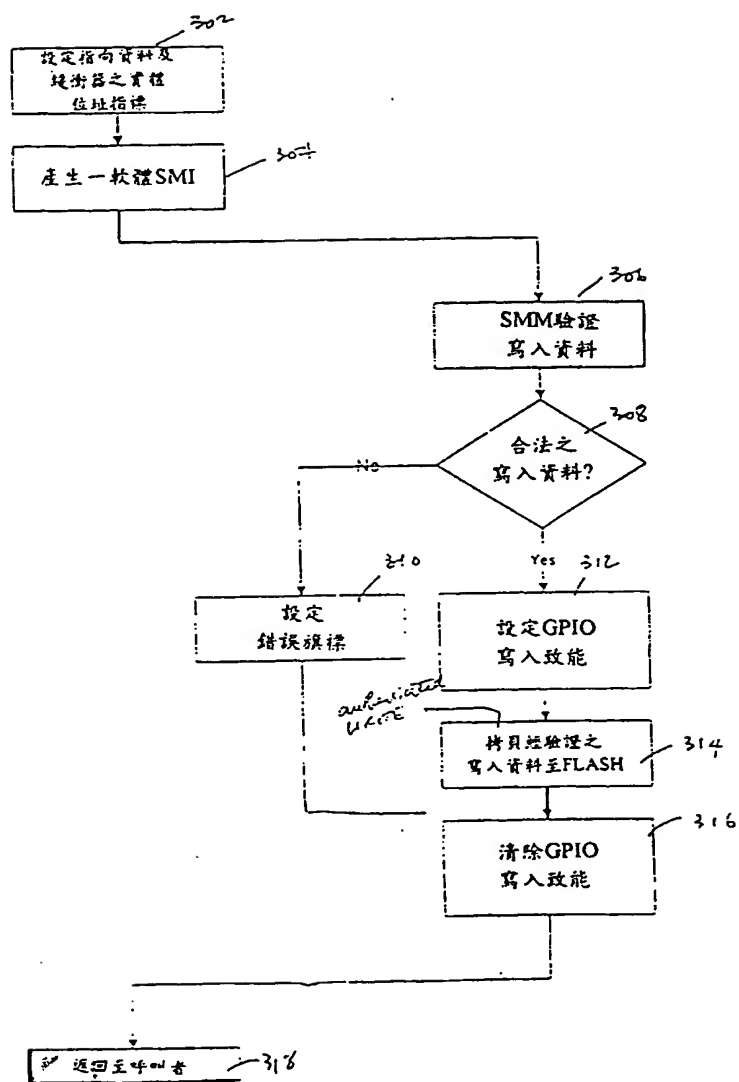 302
設定指向資料及
緩衝器之實體
位址指標
304
產生一軟體SMI
306
SMM驗證
寫入資料
308
合法之
寫入資料?
No
Yes
310
設定
錯誤旗標
312
設定GPIO
寫入致能
authenticated
WRITE
314
拷貝經驗證之
寫入資料至FLASH
316
清除GPIO
寫入致能
返回至呼叫者
318